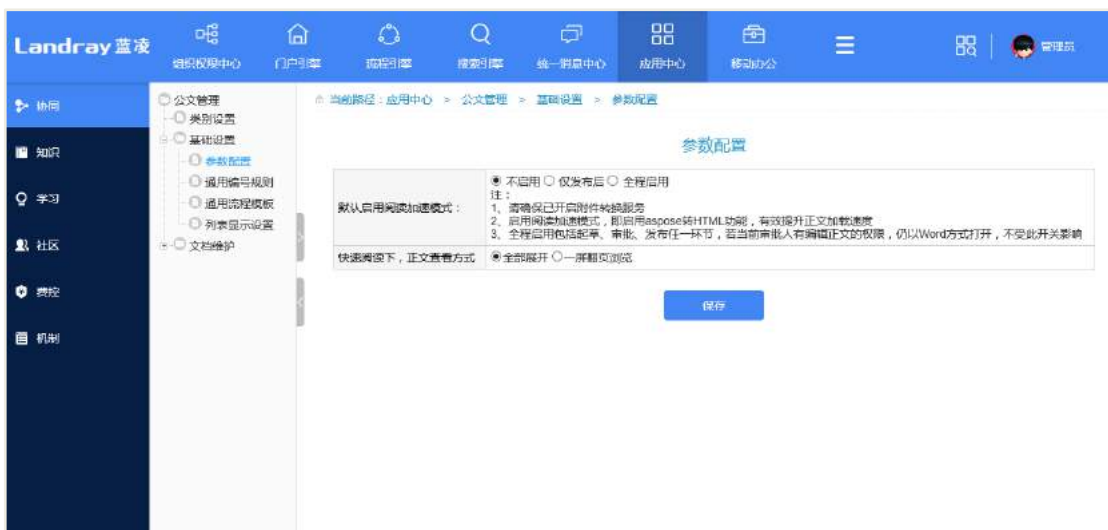 Landray 蓝凌
组织权限中心
门户引擎
流程引擎
搜索引擎
统一消息中心
应用中心
移动办公
管理员
协同
知识
学习
社区
费控
机制
公文管理
类别设置
基础设置
参数配置
通用编号规则
通用流程模板
列表显示设置
文档维护
当前路径：应用中心 > 公文管理 > 基础设置 > 参数配置
参数配置
默认启用阅读加速模式：
不启用 仅发布后 全程启用
注：
1、请确保已开启附件转换服务
2、启用阅读加速模式，即启用aspose转HTML功能，有效提升正文加载速度
3、全程启用包括起草、审批、发布任一环节，若当前审批人有编辑正文的权限，仍以Word方式打开，不受此开关影响
快速阅读下，正文查看方式
全部展开 一屏翻页浏览
保存